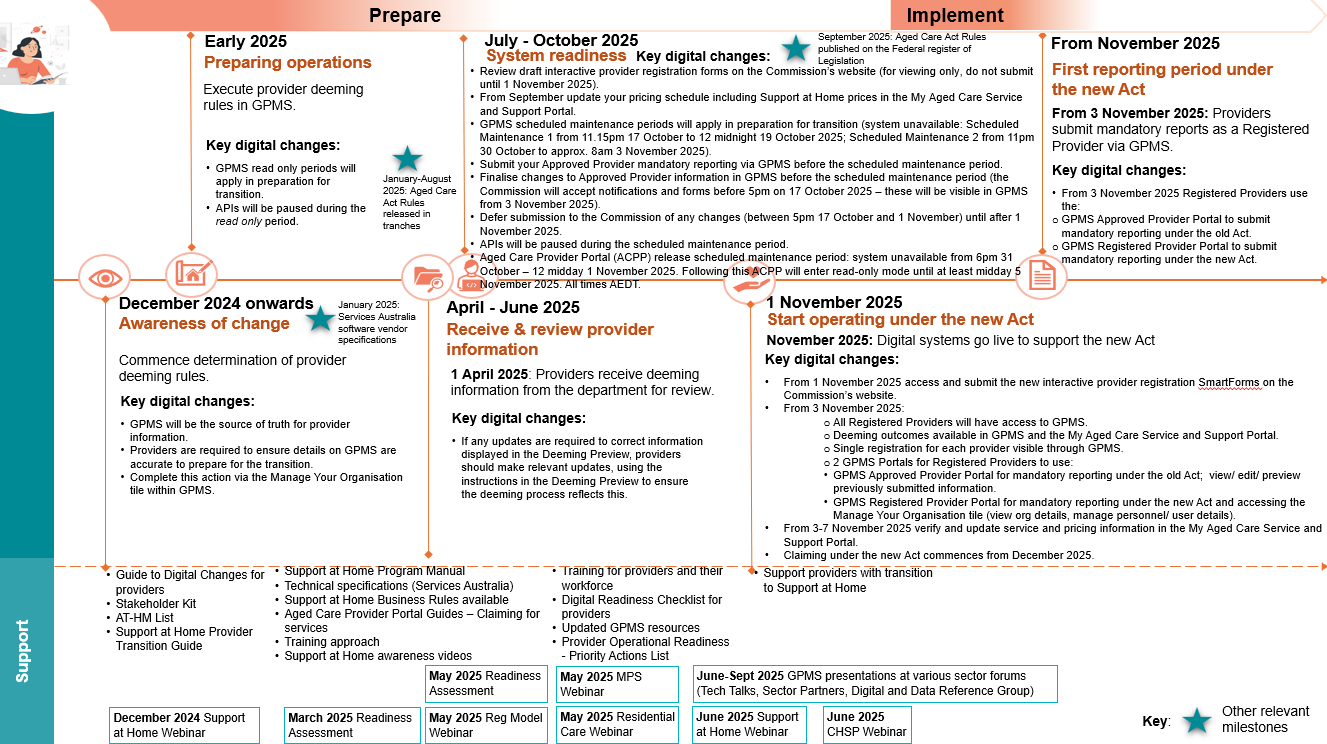 Prepare
Implement
Early 2025
Preparing operations
Execute provider deeming
rules in GPMS.
Key digital changes:
• GPMS read only periods will
apply in preparation for
transition.
• APIs will be paused during the
read only period.
January-August
2025: Aged Care
Act Rules
released in
tranches
July - October 2025
System readiness Key digital changes:
September 2025: Aged Care Act Rules
published on the Federal register of
Legislation
• Review draft interactive provider registration forms on the Commission's website (for viewing only, do not submit
until 1 November 2025).
• From September update your pricing schedule including Support at Home prices in the My Aged Care Service
and Support Portal.
• GPMS scheduled maintenance periods will apply in preparation for transition (system unavailable: Scheduled
Maintenance 1 from 11.15pm 17 October to 12 midnight 19 October 2025; Scheduled Maintenance 2 from 11pm
30 October to approx. 8am 3 November 2025).
• Submit your Approved Provider mandatory reporting via GPMS before the scheduled maintenance period.
• Finalise changes to Approved Provider information in GPMS before the scheduled maintenance period (the
Commission will accept notifications and forms before 5pm on 17 October 2025 – these will be visible in GPMS
from 3 November 2025).
• Defer submission to the Commission of any changes (between 5pm 17 October and 1 November) until after 1
November 2025.
• APIs will be paused during the scheduled maintenance period.
• Aged Care Provider Portal (ACPP) release scheduled maintenance period: system unavailable from 6pm 31
October – 12 midday 1 November 2025. Following this ACPP will enter read-only mode until at least midday 5
November 2025. All times AEDT.
From November 2025
First reporting period under
the new Act
From 3 November 2025: Providers
submit mandatory reports as a Registered
Provider via GPMS.
Key digital changes:
• From 3 November 2025 Registered Providers use
the:
o GPMS Approved Provider Portal to submit
mandatory reporting under the old Act.
o GPMS Registered Provider Portal to submit
mandatory reporting under the new Act.
December 2024 onwards
Awareness of change
January 2025:
Services Australia
software vendor
specifications
Commence determination of provider
deeming rules.
Key digital changes:
• GPMS will be the source of truth for provider
information.
• Providers are required to ensure details on GPMS are
accurate to prepare for the transition.
• Complete this action via the Manage Your Organisation
tile within GPMS.
April - June 2025
Receive & review provider
information
1 April 2025: Providers receive deeming
information from the department for review.
Key digital changes:
• If any updates are required to correct information
displayed in the Deeming Preview, providers
should make relevant updates, using the
instructions in the Deeming Preview to ensure
the deeming process reflects this.
1 November 2025
Start operating under the new Act
November 2025: Digital systems go live to support the new Act
Key digital changes:
• From 1 November 2025 access and submit the new interactive provider registration SmartForms on the
Commission's website.
• From 3 November 2025:
o All Registered Providers will have access to GPMS.
o Deeming outcomes available in GPMS and the My Aged Care Service and Support Portal.
o Single registration for each provider visible through GPMS.
o 2 GPMS Portals for Registered Providers to use:
• GPMS Approved Provider Portal for mandatory reporting under the old Act; view/ edit/ preview
previously submitted information.
• GPMS Registered Provider Portal for mandatory reporting under the new Act and accessing the
Manage Your Organisation tile (view org details, manage personnel/ user details).
• From 3-7 November 2025 verify and update service and pricing information in the My Aged Care Service and
Support Portal.
• Claiming under the new Act commences from December 2025.
Support
• Guide to Digital Changes for
providers
• Stakeholder Kit
• AT-HM List
• Support at Home Provider
Transition Guide
• Support at Home Program Manual
• Technical specifications (Services Australia)
• Support at Home Business Rules available
• Aged Care Provider Portal Guides – Claiming for
services
• Training approach
• Support at Home awareness videos
• Training for providers and their
workforce
• Digital Readiness Checklist for
providers
• Updated GPMS resources
• Provider Operational Readiness
- Priority Actions List
• Support providers with transition
to Support at Home
May 2025 Readiness
Assessment
May 2025 MPS
Webinar
June-Sept 2025 GPMS presentations at various sector forums
(Tech Talks, Sector Partners, Digital and Data Reference Group)
December 2024 Support
at Home Webinar
March 2025 Readiness
Assessment
May 2025 Reg Model
Webinar
May 2025 Residential
Care Webinar
June 2025 Support
at Home Webinar
June 2025
CHSP Webinar
Key:
Other relevant
milestones